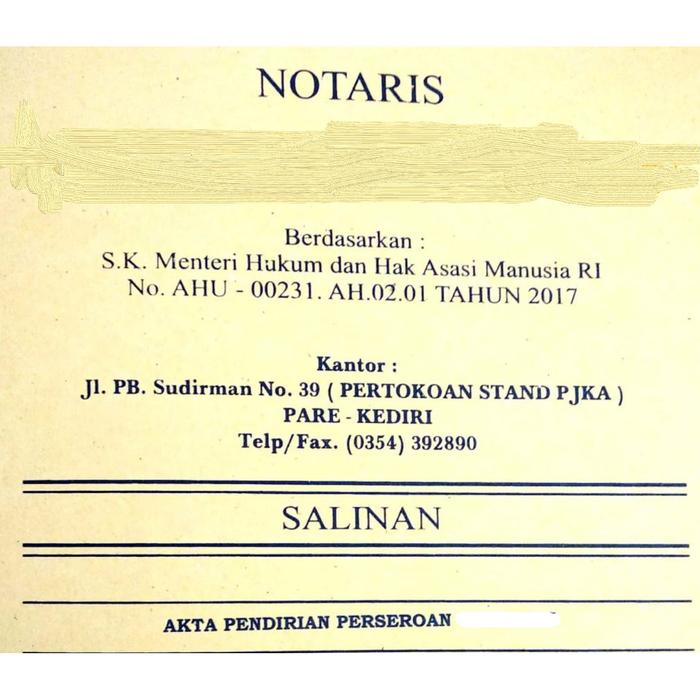 NOTARIS
Berdasarkan :
S.K. Menteri Hukum dan Hak Asasi Manusia RI
No. AHU - 00231. AH.02.01 TAHUN 2017
Kantor :
Jl. PB. Sudirman No. 39 ( PERTOKOAN STAND PJKA )
PARE - KEDIRI
Telp/Fax. (0354) 392890
SALINAN
AKTA PENDIRIAN PERSEROAN